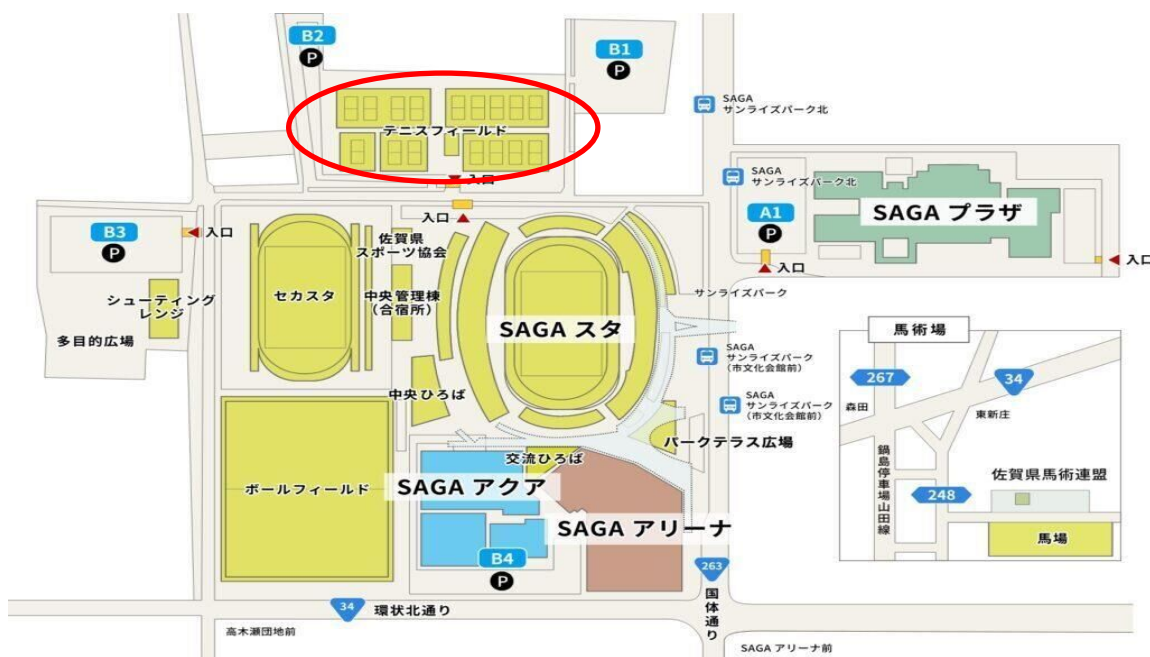 B2
P
B1
P
SAGA
サンライズパーク北
テニスフィールド
入口
SAGA
サンライズパーク北
A1
P
入口
SAGA プラザ
入口
入口
B3
P
入口
佐賀県
スポーツ協会
シューティング
レンジ
多目的広場
セカスタ
中央管理棟
(合宿所)
SAGA スタ
サンライズパーク
SAGA
サンライズパーク
(市文化会館前)
SAGA
サンライズパーク
(市文化会館前)
中央ひろば
パークテラス広場
交流ひろば
ボールフィールド
SAGA アクア
SAGA アリーナ
B4
P
263
国体通り
34
環状北通り
高木瀬団地前
SAGA アリーナ前
馬術場
267
34
森田
東新庄
鍋島停車場山田線
248
佐賀県馬術連盟
馬場